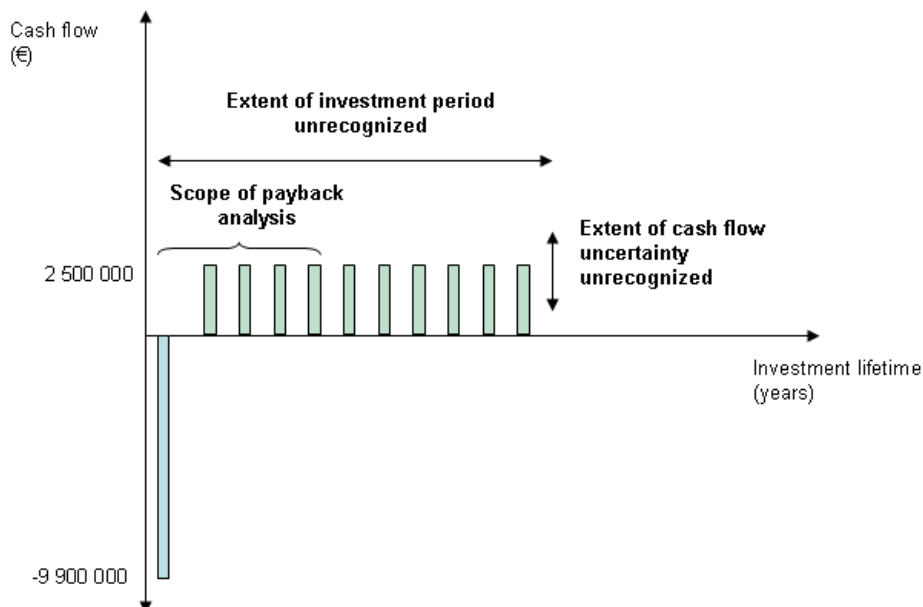 Cash flow
(€)
Extent of investment period
unrecognized
Scope of payback
analysis
Extent of cash flow
uncertainty
unrecognized
2 500 000
Investment lifetime
(years)
-9 900 000